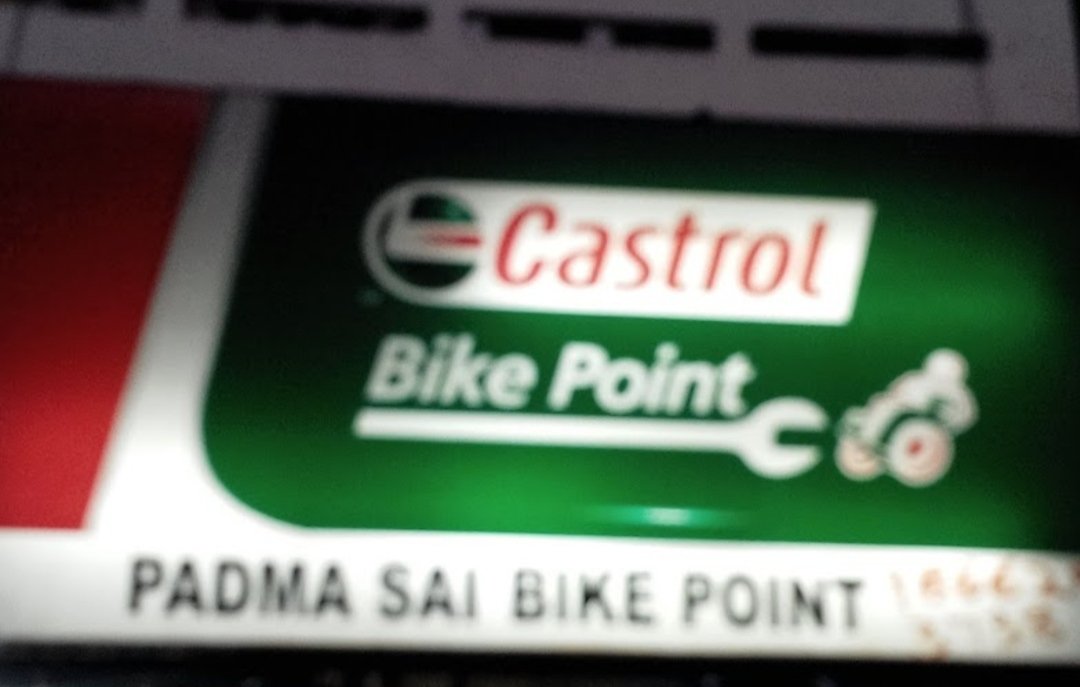 Castrol
Bike Point
PADMA SAI BIKE POINT